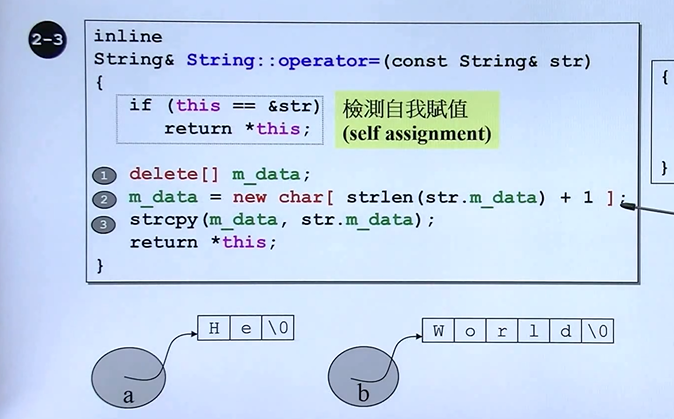 2-3
inline
String& String::operator=(const String& str)
{
if (this == &str)
return *this;
檢測自我賦值
(self assignment)
1 delete[] m_data;
2 m_data = new char[ strlen(str.m_data) + 1 ];
3 strcpy(m_data, str.m_data);
return *this;
}
{
}
H e \0
W o r l d \0
a
b